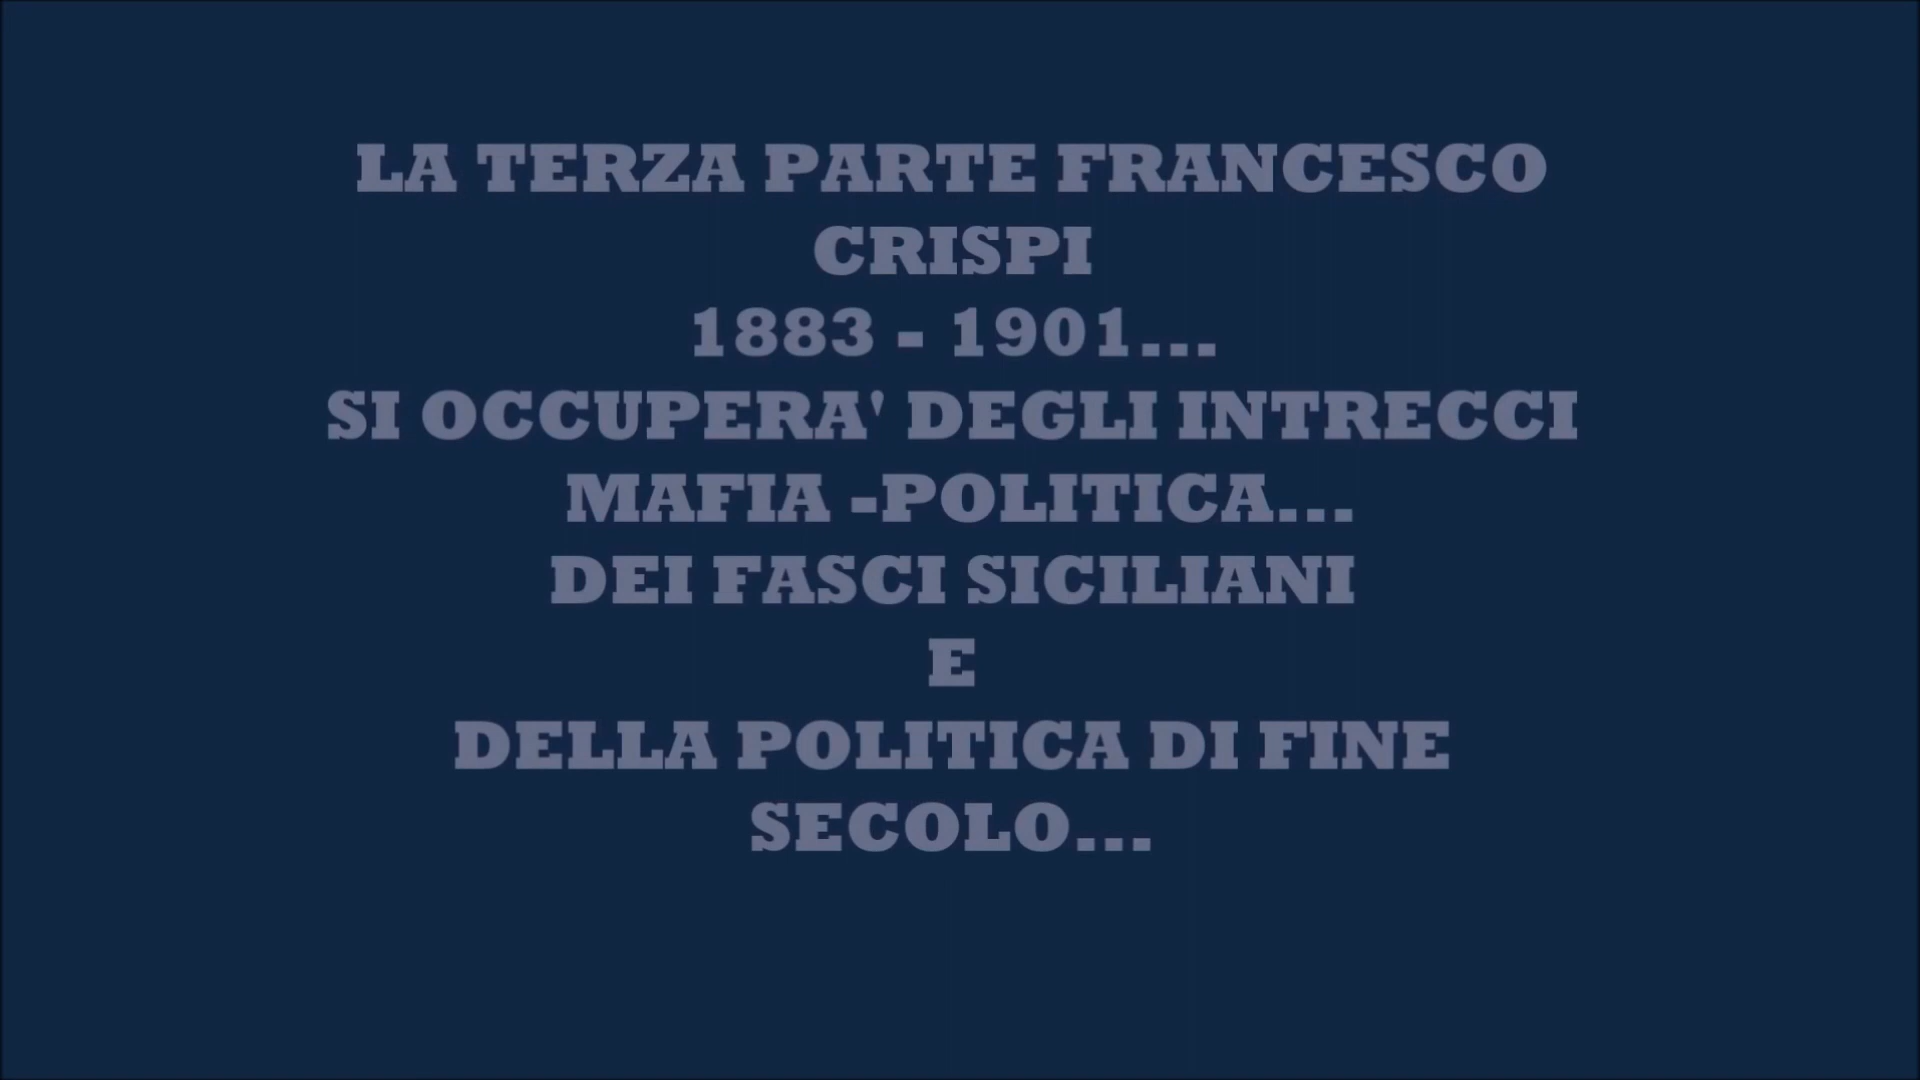 LA TERZA PARTE FRANCESCO
CRISPI
1883 - 1901...
SI OCCUPERA' DEGLI INTRECCI
MAFIA -POLITICA...
DEI FASCI SICILIANI
E
DELLA POLITICA DI FINE
SECOLO...